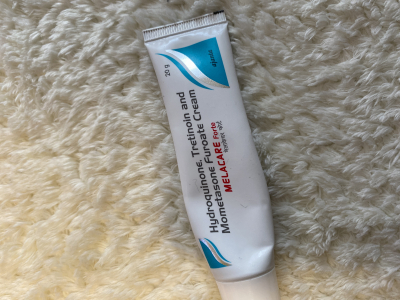 20 g
Hydroquinone, Tretinoin and
Mometasone Furoate Cream
MELACARE Forte